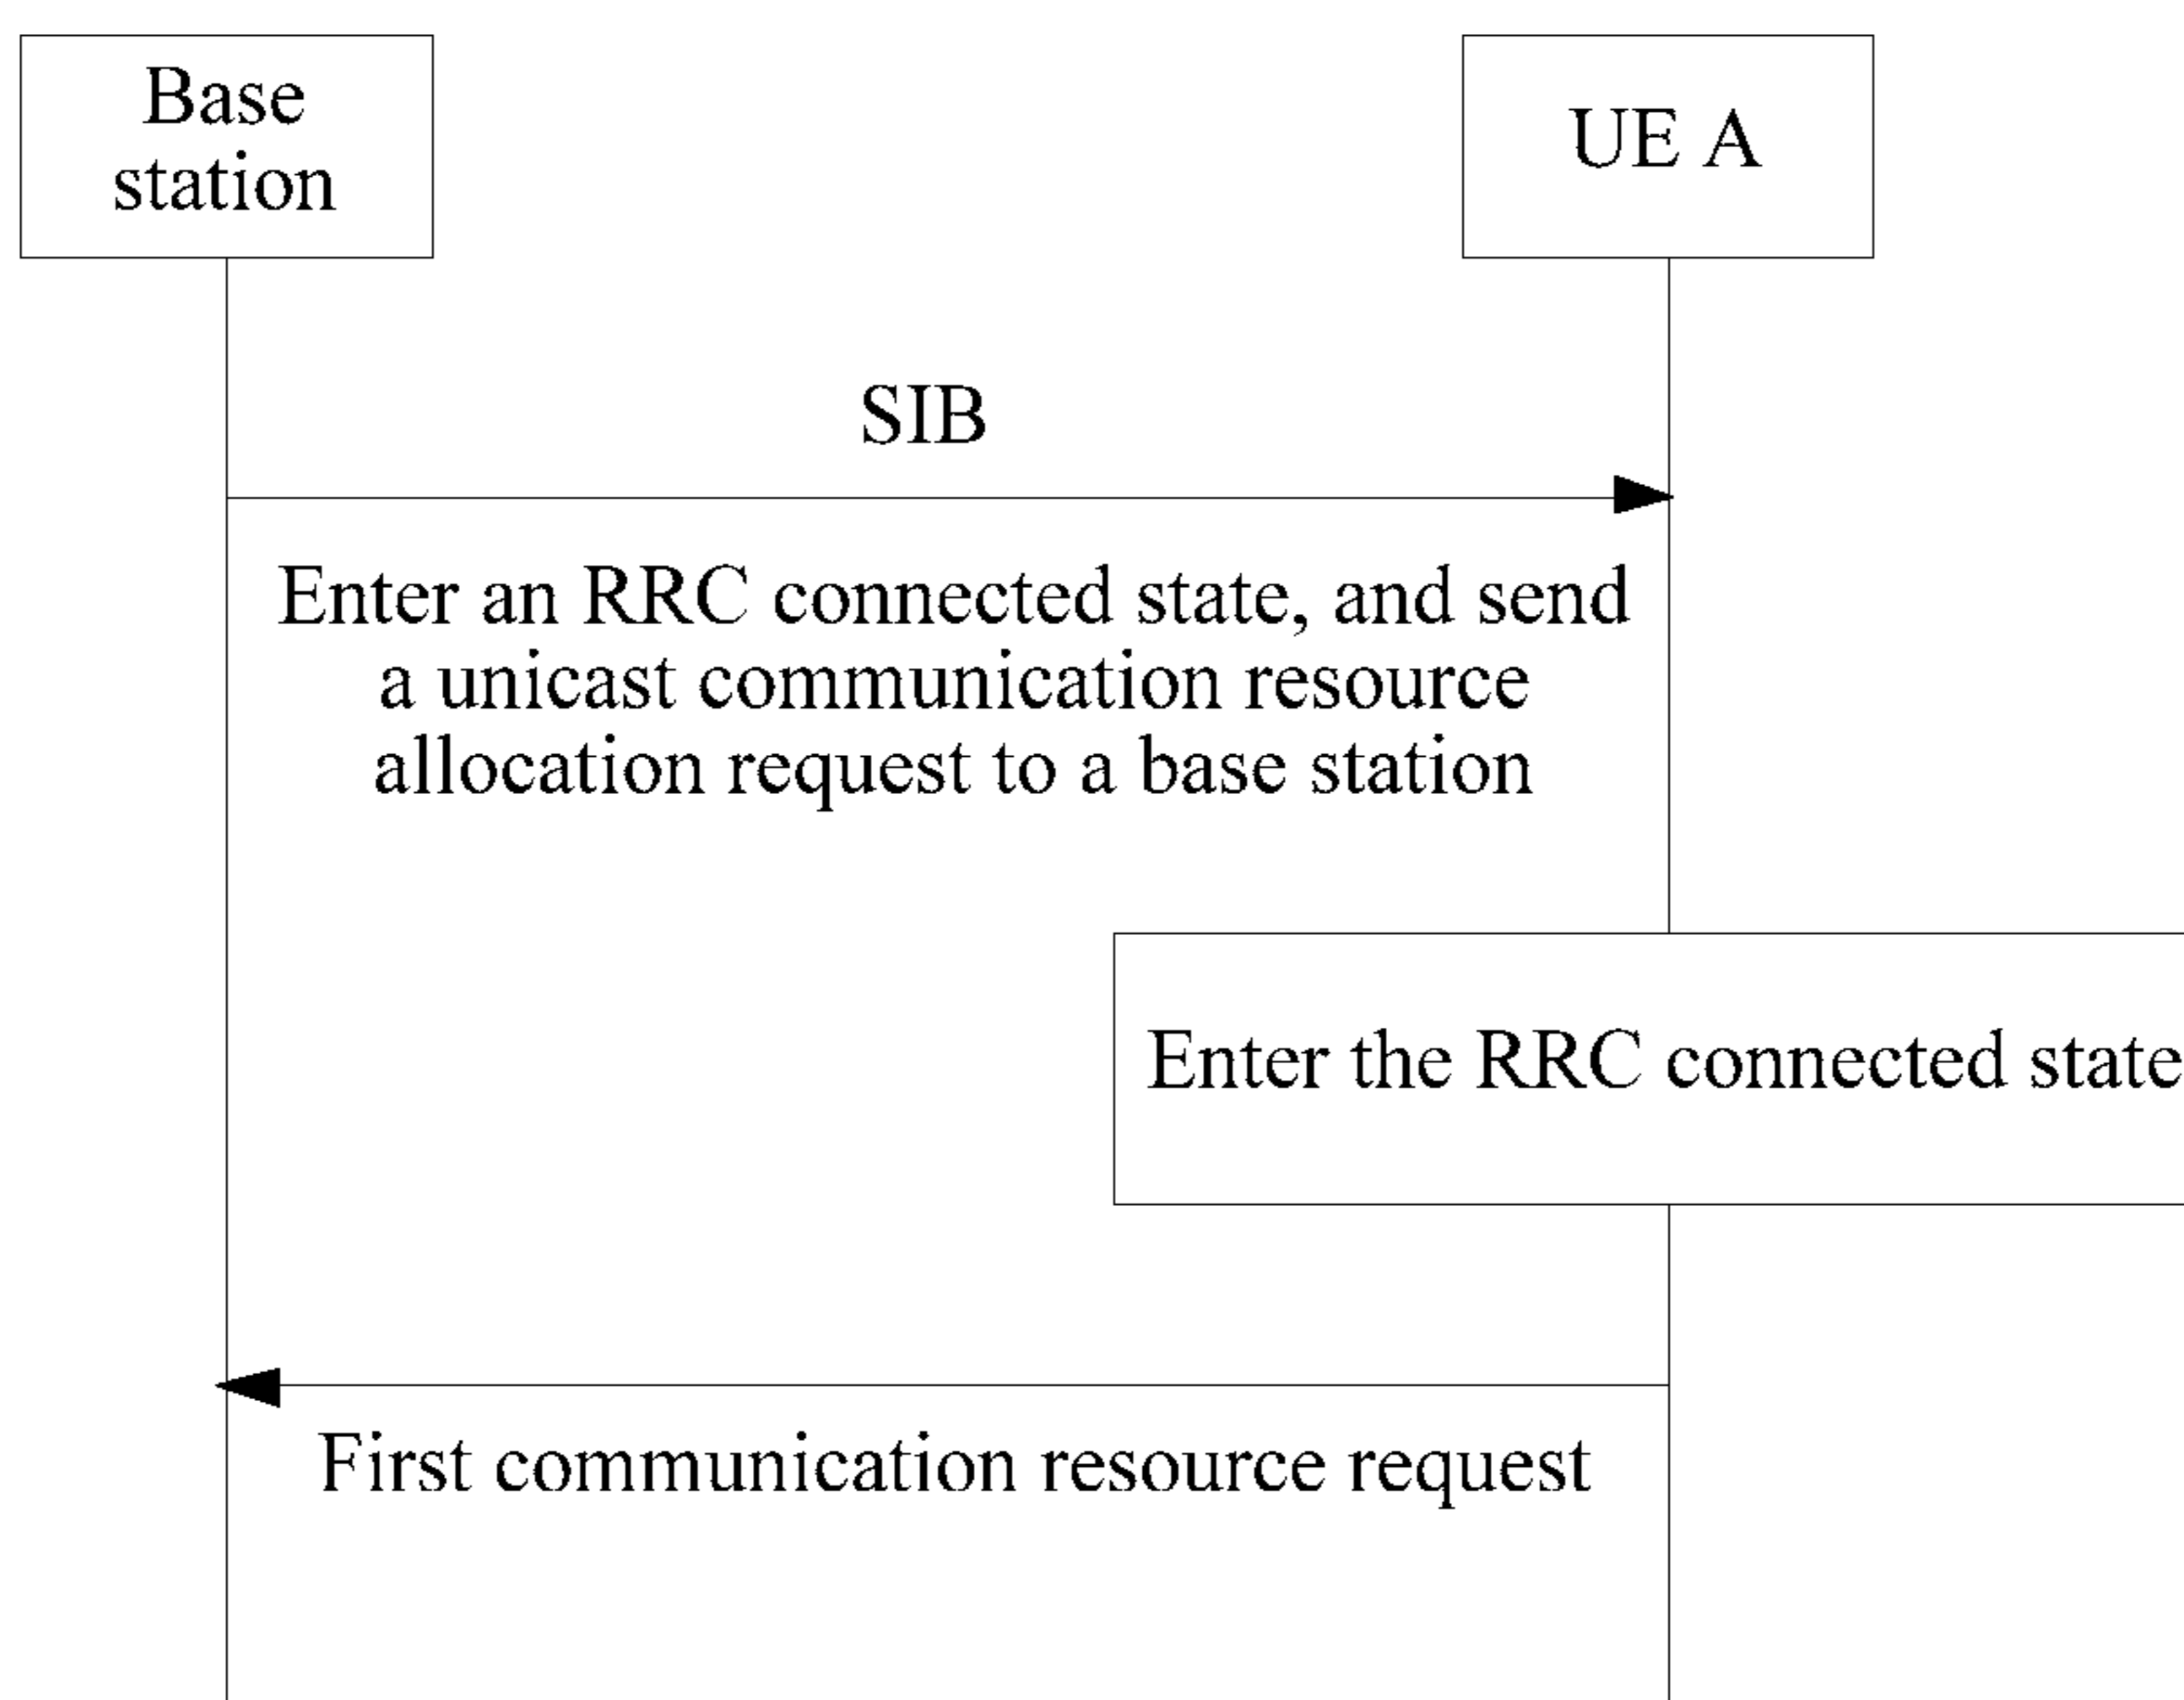 Base
station
UE A
SIB
Enter an RRC connected state, and send
a unicast communication resource
allocation request to a base station
Enter the RRC connected state
First communication resource request